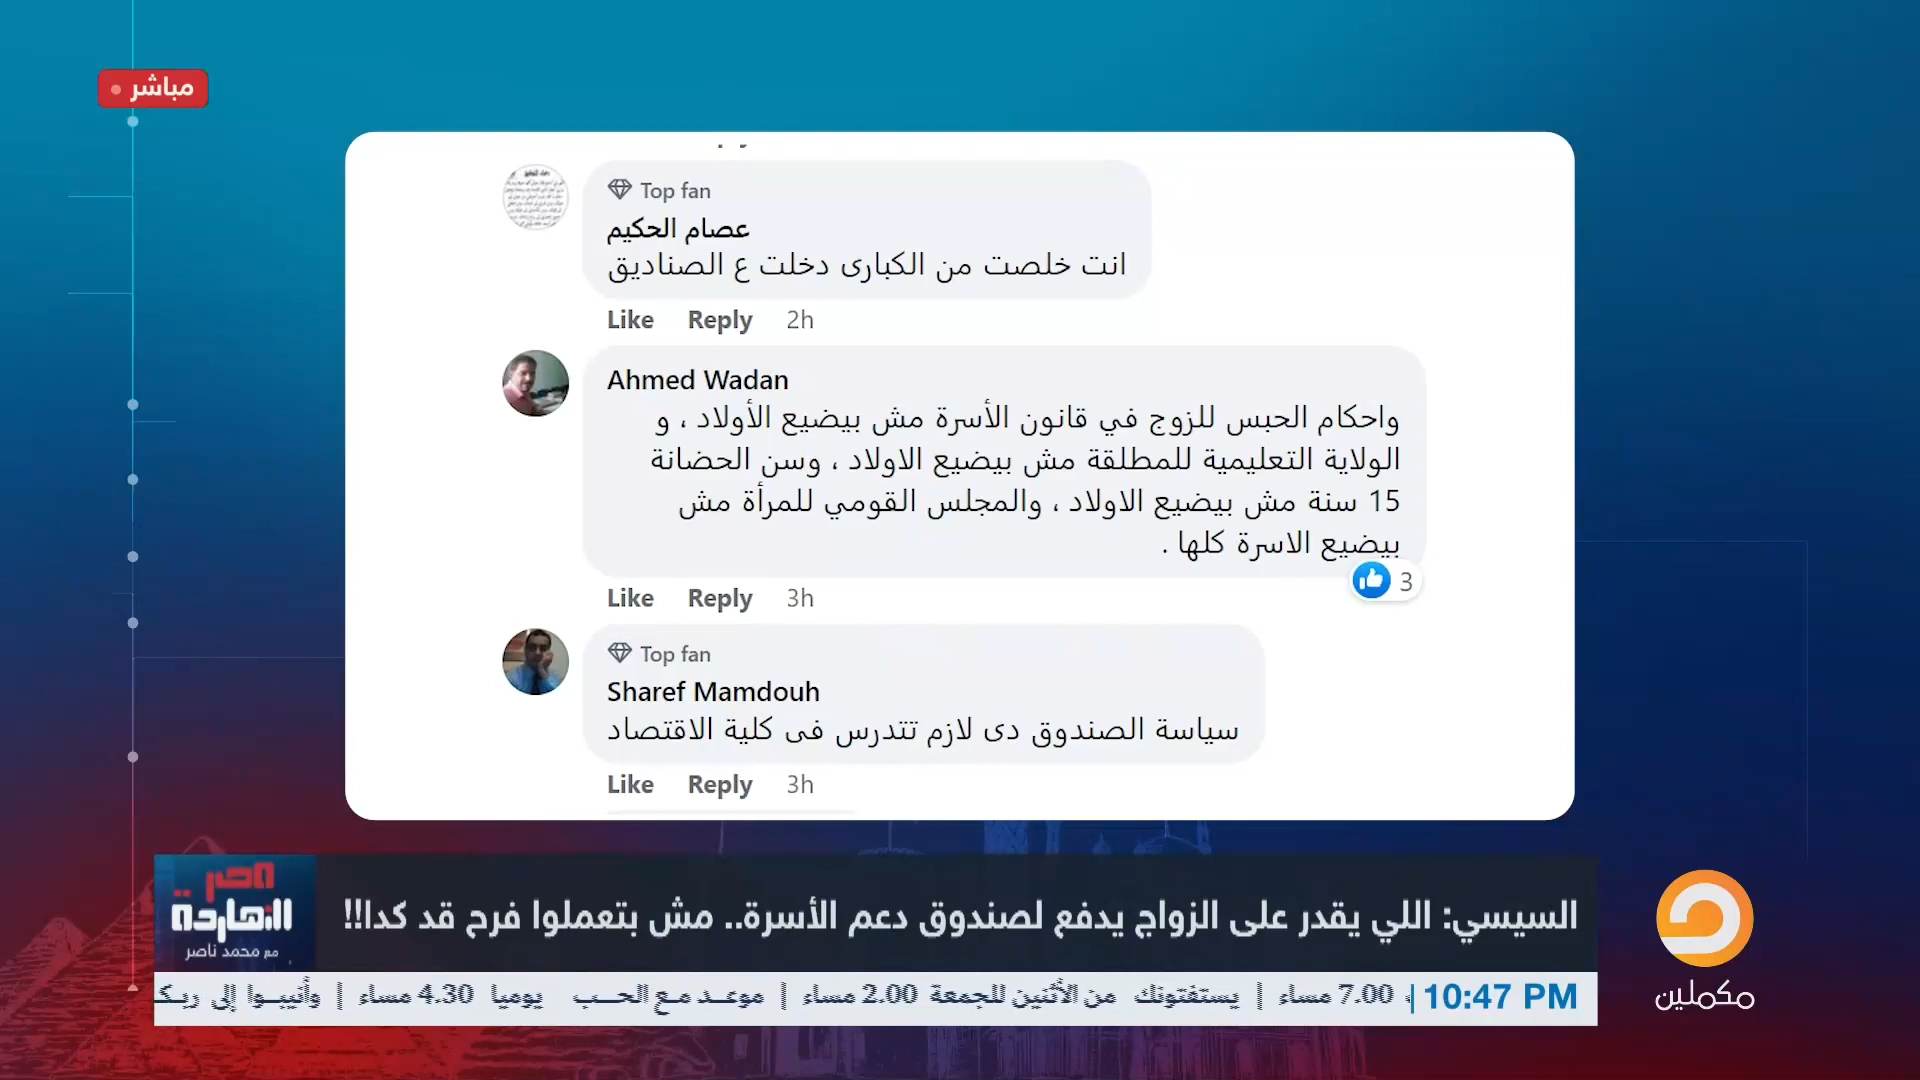 مباشر
Top fan
عصام الحكيم
انت خلصت من الكبارى دخلت ع الصناديق
Like Reply 2h
Ahmed Wadan
واحكام الحبس للزوج في قانون الأسرة مش بيضيع الأولاد ، و
الولاية التعليمية للمطلقة مش بيضيع الاولاد ، وسن الحضانة
15 سنة مش بيضيع الاولاد ، والمجلس القومي للمرأة مش
بيضيع الاسرة كلها .
3
Like Reply 3h
Top fan
Sharef Mamdouh
سياسة الصندوق دى لازم تتدرس فى كلية الاقتصاد
Like Reply 3h
مصر
النهاردة
مع محمد ناصر
السيسي: اللي يقدر على الزواج يدفع لصندوق دعم الأسرة.. مش بتعملوا فرح قد كدا!!
10:47 PM
7.00 مساء | يستفتونك من الأثنين للجمعة 2.00 مساء | موعد مع الحب يوميا 4.30 مساء | وأنيبوا إلى
مكملين